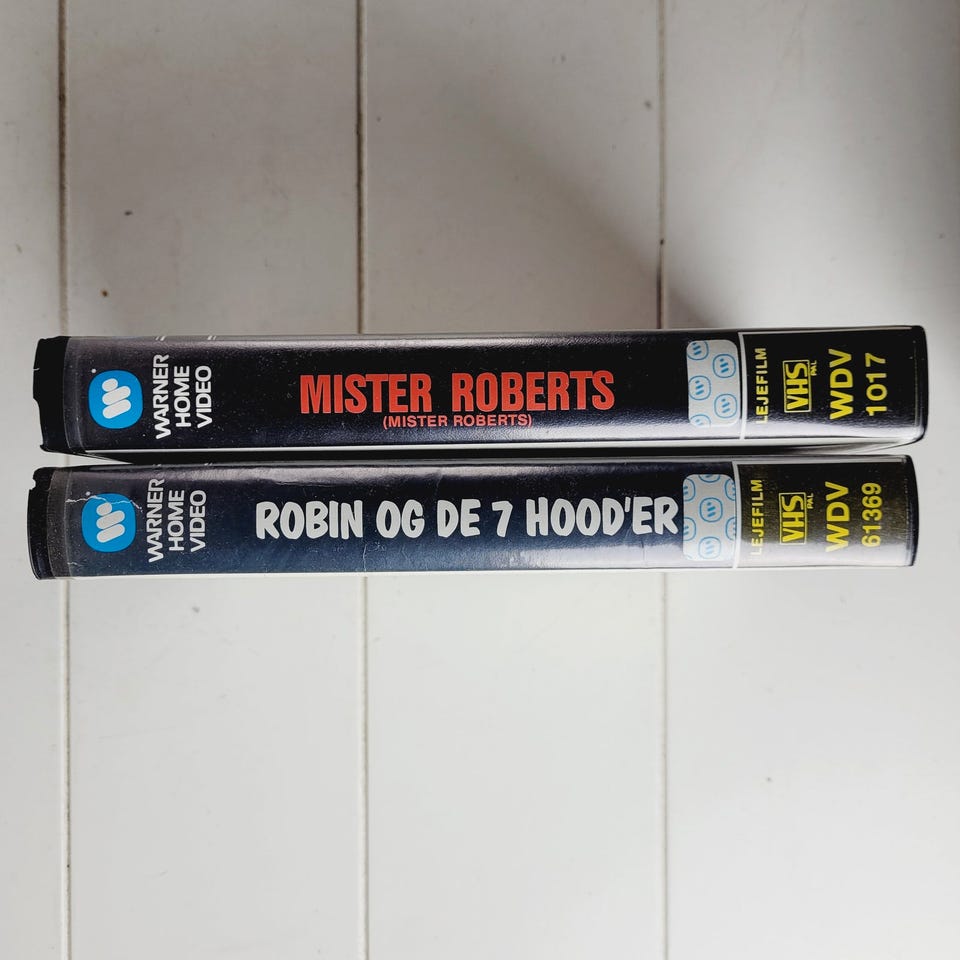 WARNER
HOME
VIDEO
MISTER ROBERTS
(MISTER ROBERTS)
LEJEFILM
VHS
PAL
WDV
1017
WARNER
HOME
VIDEO
ROBIN OG DE 7 HOOD'ER
LEJEFILM
VHS
PAL
WDV
61369